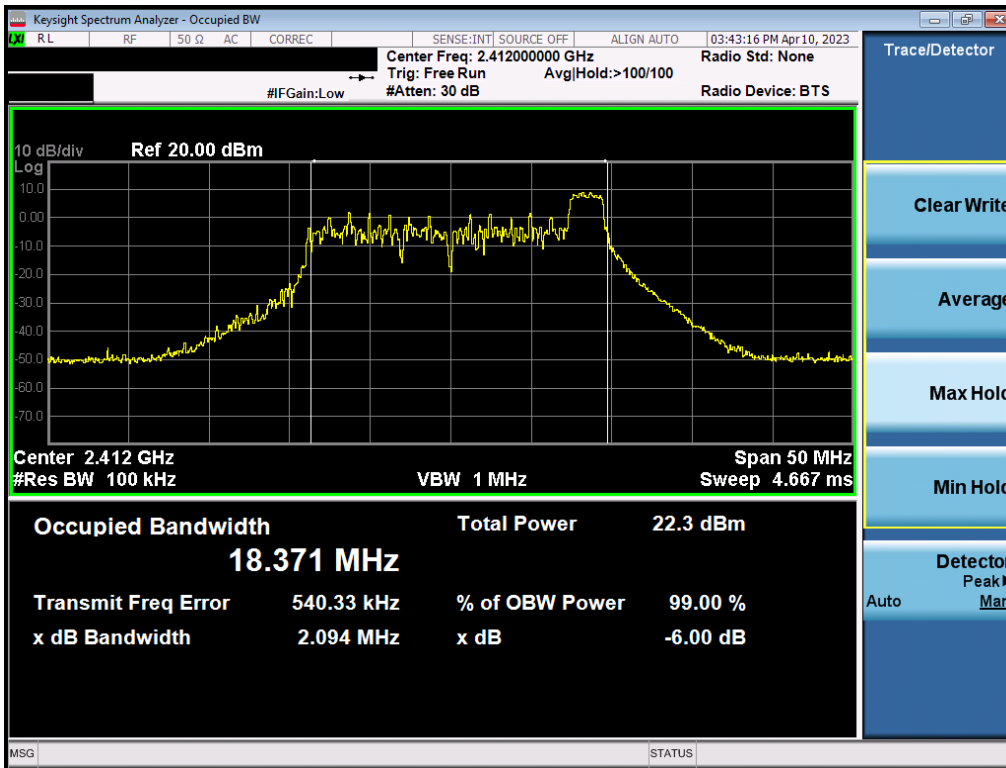 Keysight Spectrum Analyzer - Occupied BW
LXI RL RF 50 Ω AC CORREC SENSE:INT SOURCE OFF ALIGN AUTO 03:43:16 PM Apr 10, 2023
Center Freq: 2.412000000 GHz Radio Std: None
Trig: Free Run Avg|Hold:>100/100
#IFGain:Low #Atten: 30 dB Radio Device: BTS
10 dB/div Ref 20.00 dBm
Log
10.0
0.00
-10.0
-20.0
-30.0
-40.0
-50.0
-60.0
-70.0
Center 2.412 GHz Span 50 MHz
#Res BW 100 kHz VBW 1 MHz Sweep 4.667 ms
Occupied Bandwidth Total Power 22.3 dBm
18.371 MHz
Transmit Freq Error 540.33 kHz % of OBW Power 99.00 %
x dB Bandwidth 2.094 MHz x dB -6.00 dB
MSG STATUS
Trace/Detector
Clear Write
Average
Max Hold
Min Hold
Detector
Peak
Auto Man